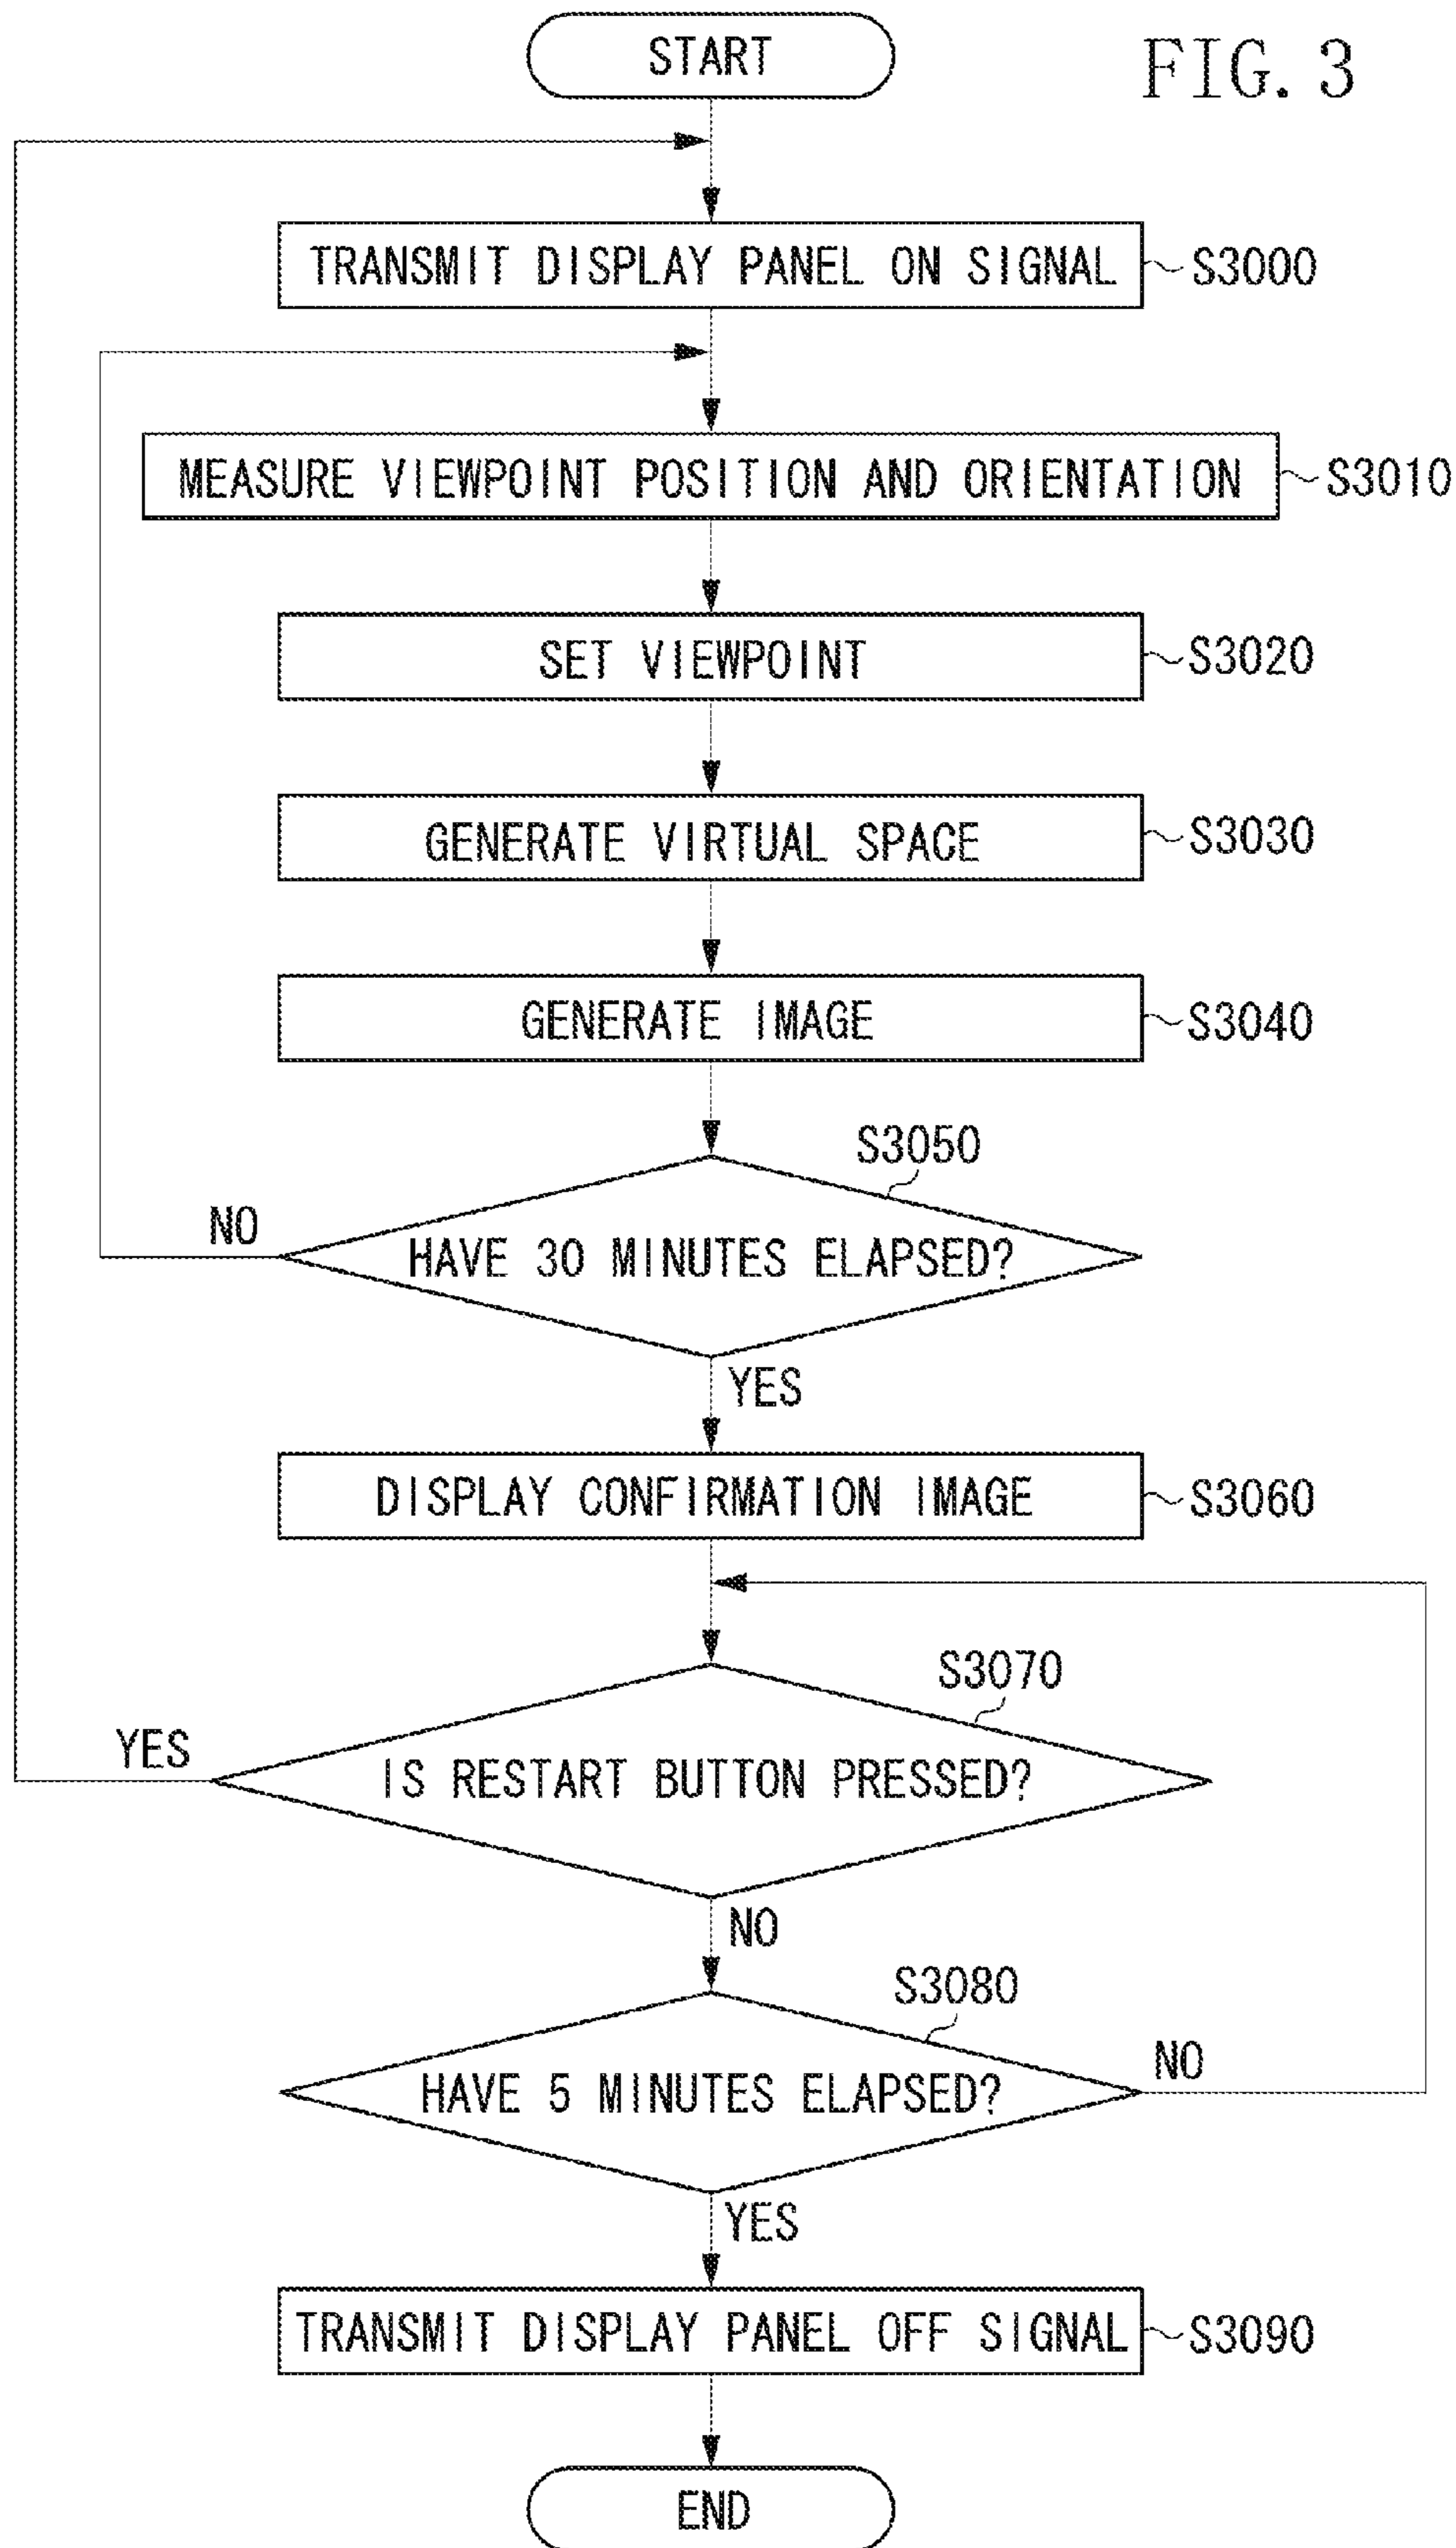 START
FIG. 3
TRANSMIT DISPLAY PANEL ON SIGNAL
S3000
MEASURE VIEWPOINT POSITION AND ORIENTATION
S3010
SET VIEWPOINT
S3020
GENERATE VIRTUAL SPACE
S3030
GENERATE IMAGE
S3040
S3050
HAVE 30 MINUTES ELAPSED?
NO
YES
DISPLAY CONFIRMATION IMAGE
S3060
S3070
IS RESTART BUTTON PRESSED?
YES
NO
S3080
HAVE 5 MINUTES ELAPSED?
NO
YES
TRANSMIT DISPLAY PANEL OFF SIGNAL
S3090
END